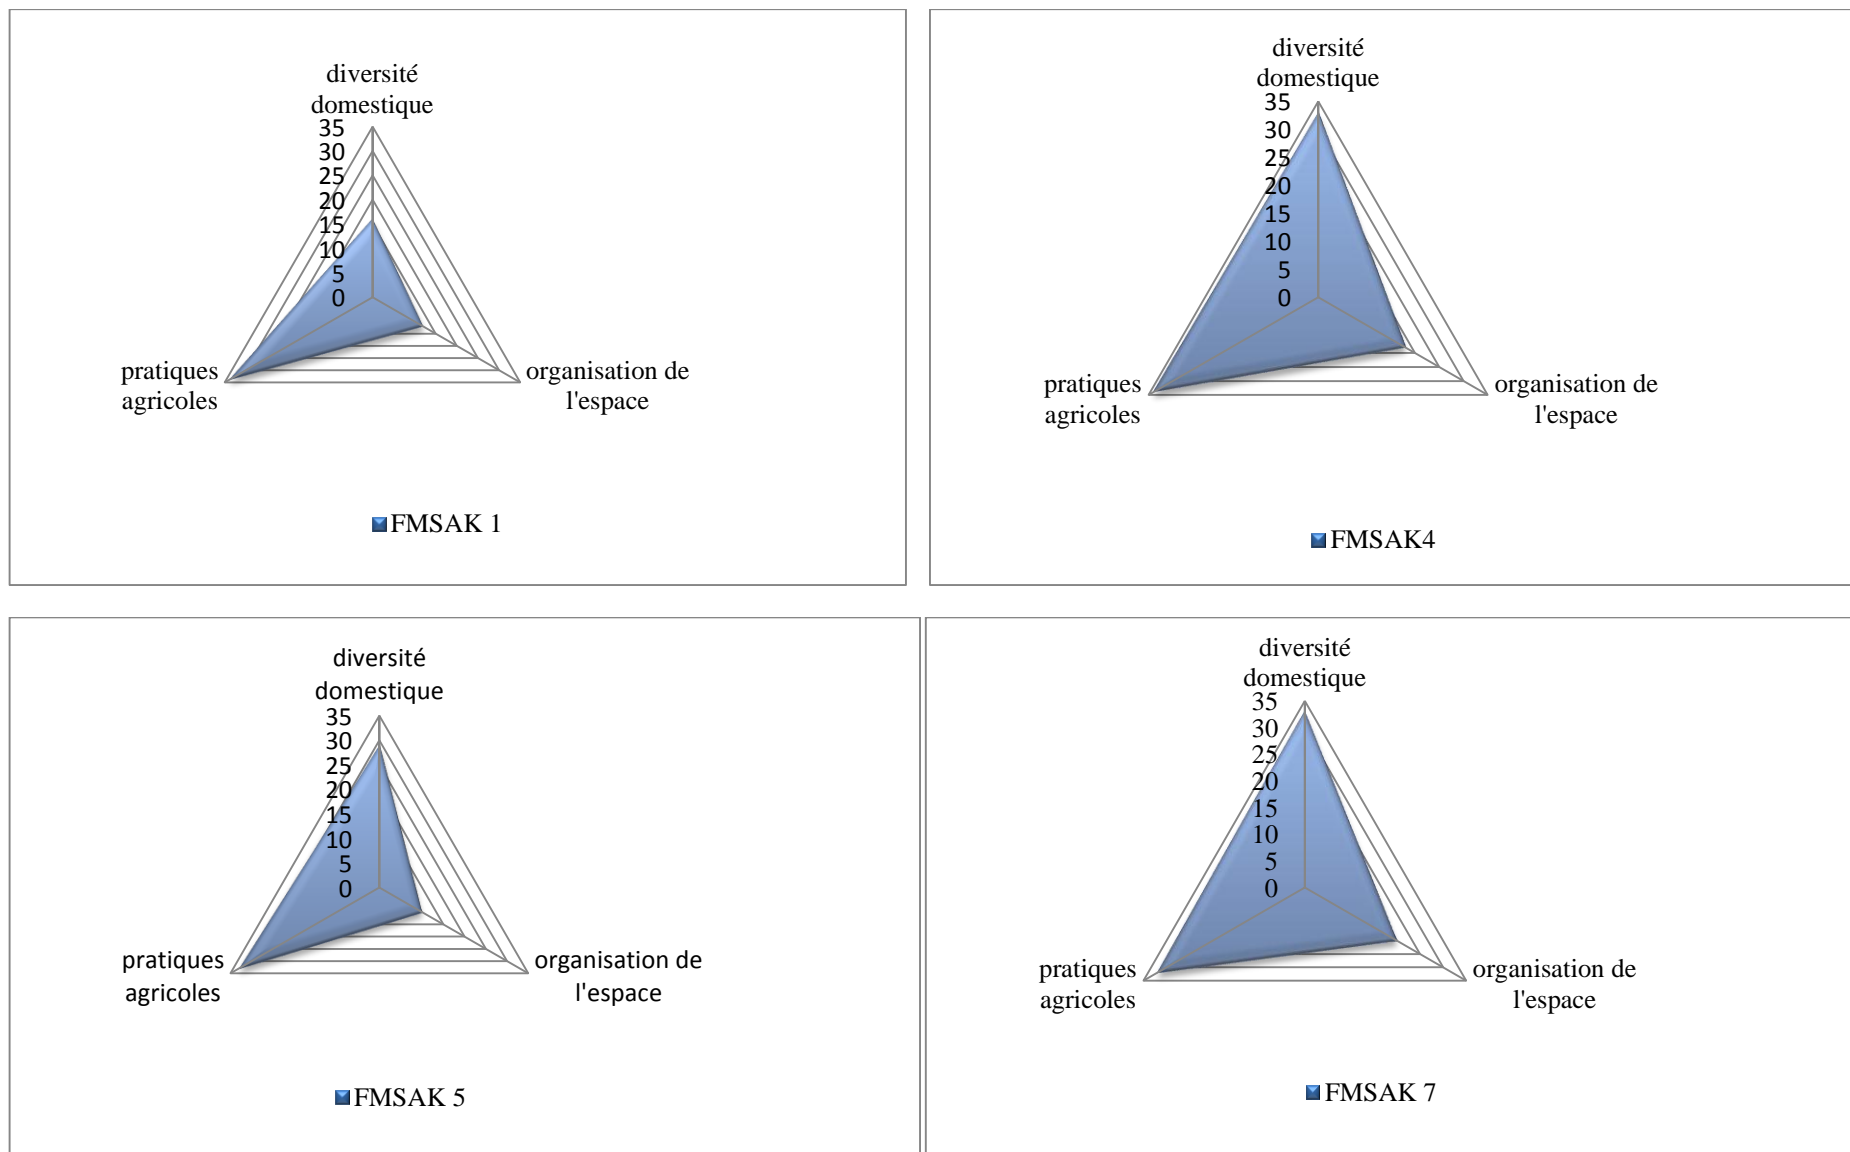 diversité
domestique
35
30
25
20
15
10
5
0
pratiques
agricoles
organisation de
l'espace
FMSAK 1
diversité
domestique
35
30
25
20
15
10
5
0
pratiques
agricoles
organisation de
l'espace
FMSAK4
diversité
domestique
35
30
25
20
15
10
5
0
pratiques
agricoles
organisation de
l'espace
FMSAK 5
diversité
domestique
35
30
25
20
15
10
5
0
pratiques
agricoles
organisation de
l'espace
FMSAK 7